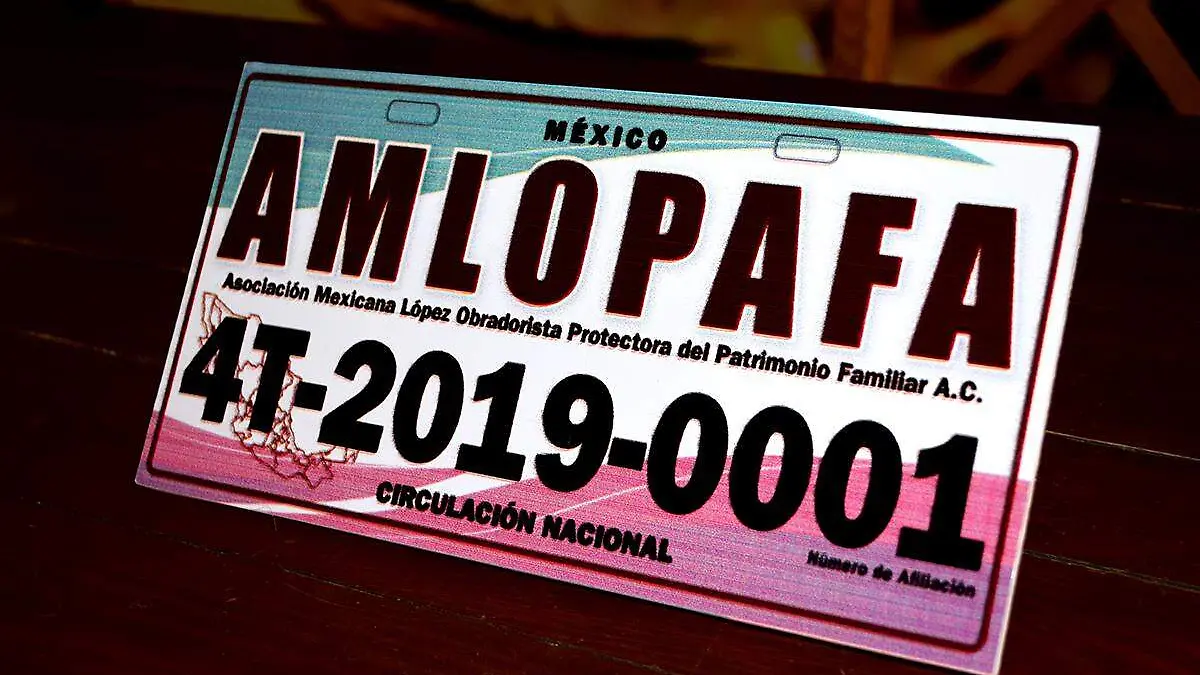 MÉXICO
AMLOPAFA
Asociación Mexicana López Obradorista Protectora del Patrimonio Familiar A.C.
4T-2019-0001
CIRCULACIÓN NACIONAL
Número de Afiliación